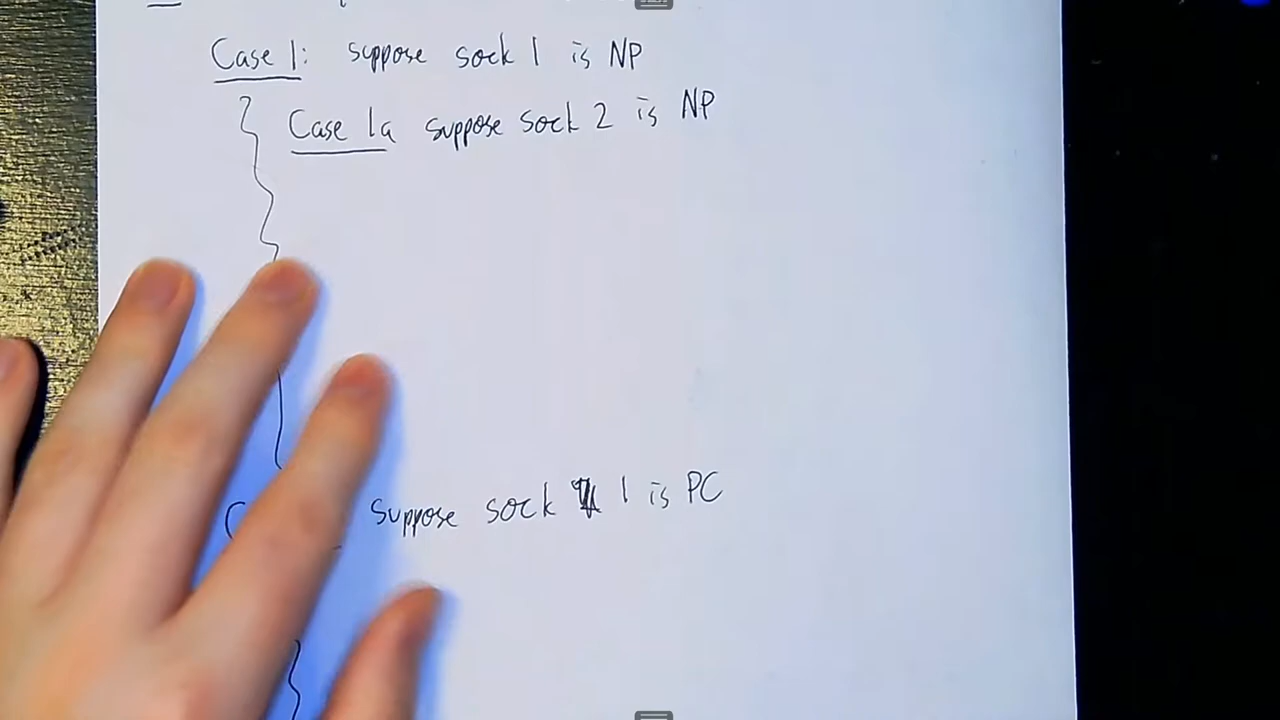 Case 1: suppose sock 1 is NP
Case 1a suppose sock 2 is NP
suppose sock 1 is PC